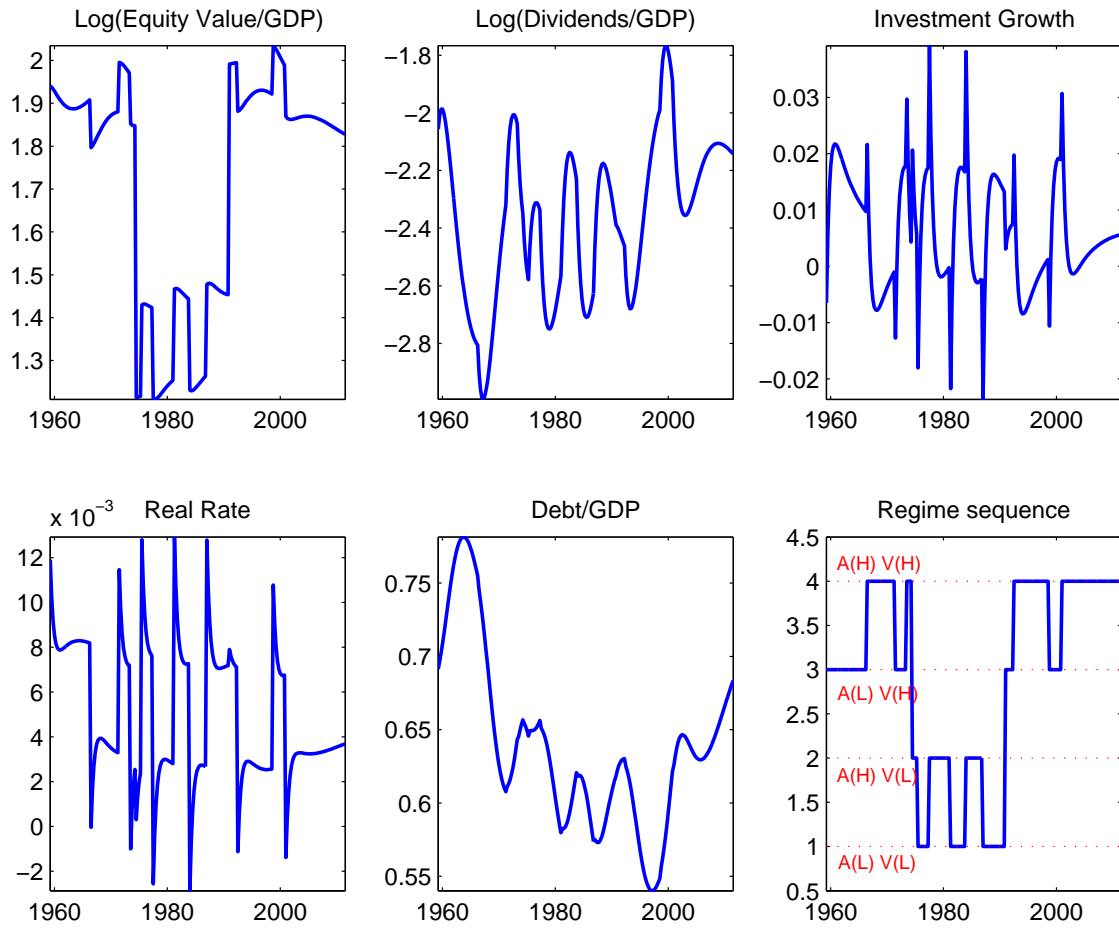 Log(Equity Value/GDP)
2
1.9
1.8
1.7
1.6
1.5
1.4
1.3
1960 1980 2000
Log(Dividends/GDP)
−1.8
−2
−2.2
−2.4
−2.6
−2.8
1960 1980 2000
Investment Growth
0.03
0.02
0.01
0
−0.01
−0.02
1960 1980 2000
Real Rate
x 10−3
12
10
8
6
4
2
0
−2
1960 1980 2000
Debt/GDP
0.75
0.7
0.65
0.6
0.55
1960 1980 2000
Regime sequence
4.5
4
3.5
3
2.5
2
1.5
1
0.5
A(H) V(H)
A(L) V(H)
A(H) V(L)
A(L) V(L)
1960 1980 2000